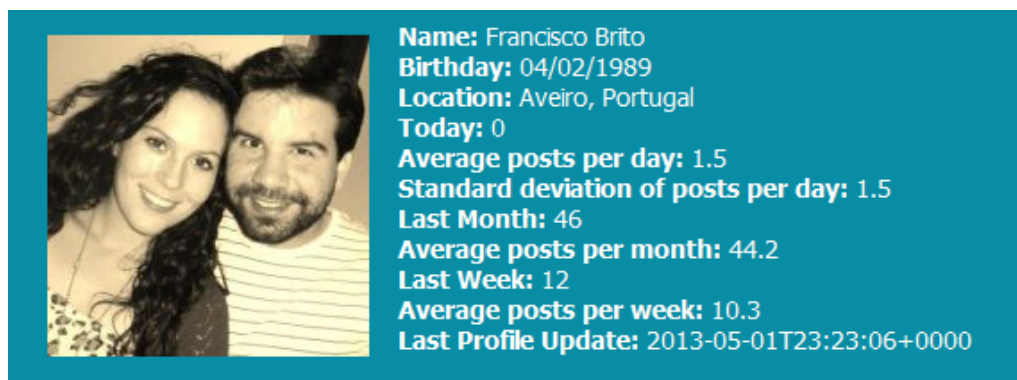 Name: Francisco Brito
Birthday: 04/02/1989
Location: Aveiro, Portugal
Today: 0
Average posts per day: 1.5
Standard deviation of posts per day: 1.5
Last Month: 46
Average posts per month: 44.2
Last Week: 12
Average posts per week: 10.3
Last Profile Update: 2013-05-01T23:23:06+0000